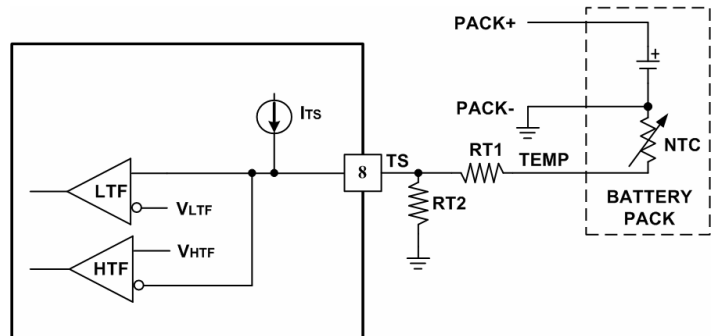 PACK+
+
ITS
PACK-
8
TS
RT1
TEMP
NTC
LTF
VLTF
RT2
BATTERY
PACK
HTF
VHTF